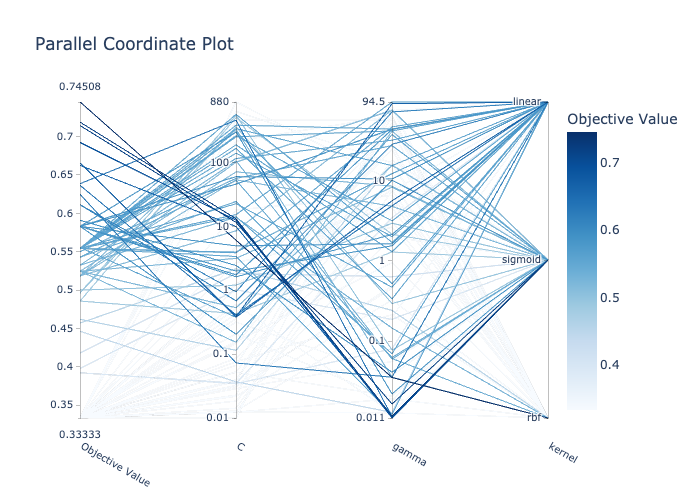 Parallel Coordinate Plot
0.74508
0.7
0.65
0.6
0.55
0.5
0.45
0.4
0.35
0.33333
Objective Value
880
100
10
1
0.1
0.01
C
94.5
10
1
0.1
0.011
gamma
linear
sigmoid
rbf
kernel
Objective Value
0.7
0.6
0.5
0.4